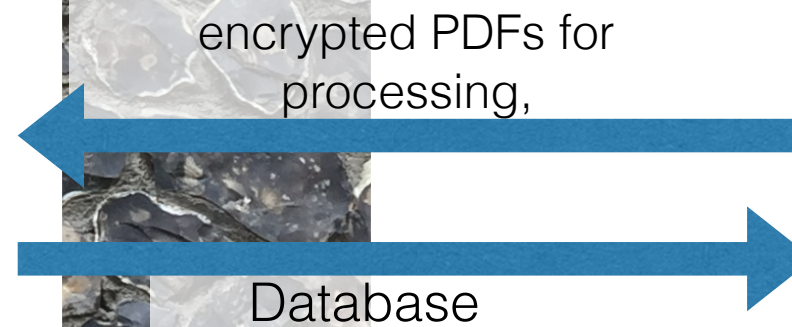 encrypted PDFs for
processing,
Database